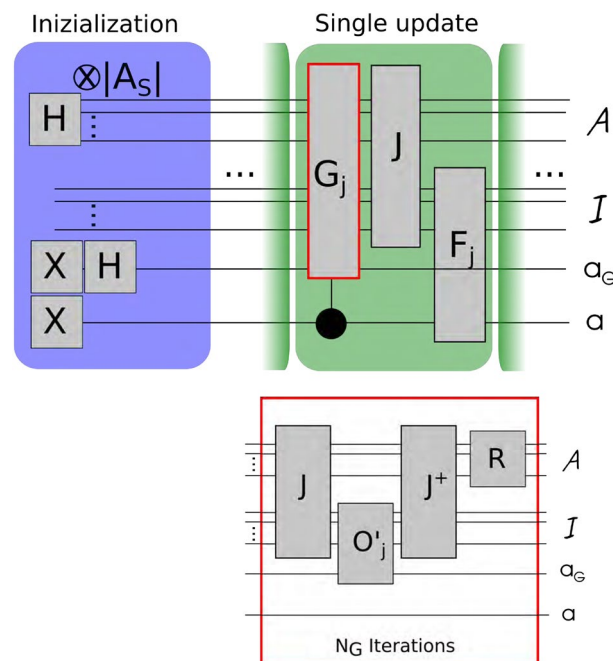 Inizialization
Single update
⊗|A_S|
H
G_j
J
A
...
...
I
F_j
X
H
a_G
X
a
J
O'_j
J⁺
R
A
I
a_G
a
N_G Iterations